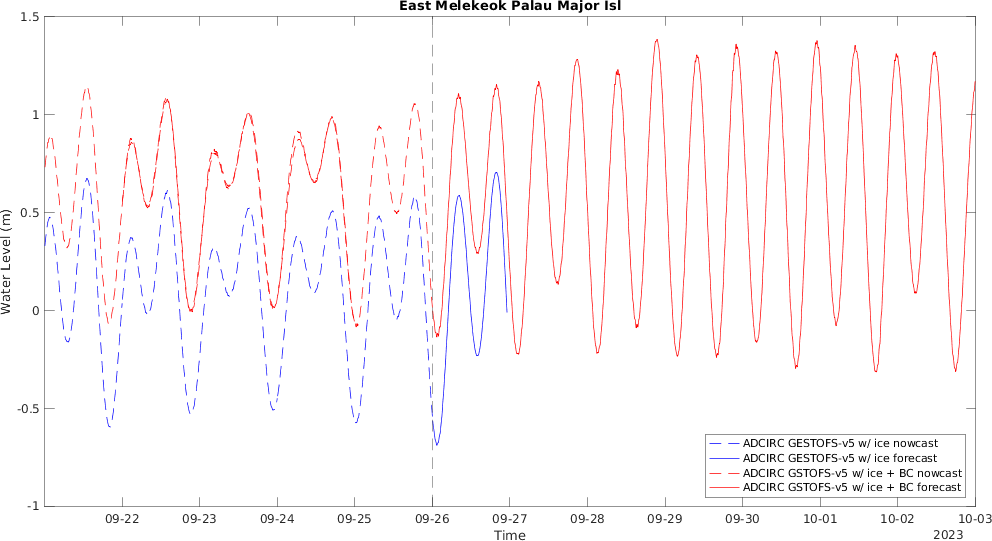 East Melekeok Palau Major Isl
1.5
1
0.5
0
-0.5
-1
Water Level (m)
ADCIRC GESTOFS-v5 w/ ice nowcast
ADCIRC GESTOFS-v5 w/ ice forecast
ADCIRC GSTOFS-v5 w/ ice + BC nowcast
ADCIRC GSTOFS-v5 w/ ice + BC forecast
09-22 09-23 09-24 09-25 09-26 09-27 09-28 09-29 09-30 10-01 10-02 10-03
Time
2023